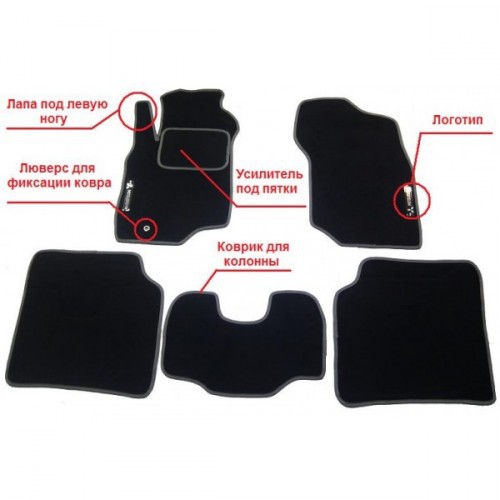 Лапа под левую
ногу
Люверс для
фиксации ковра
Усилитель
под пятки
Логотип
Коврик для
колонны